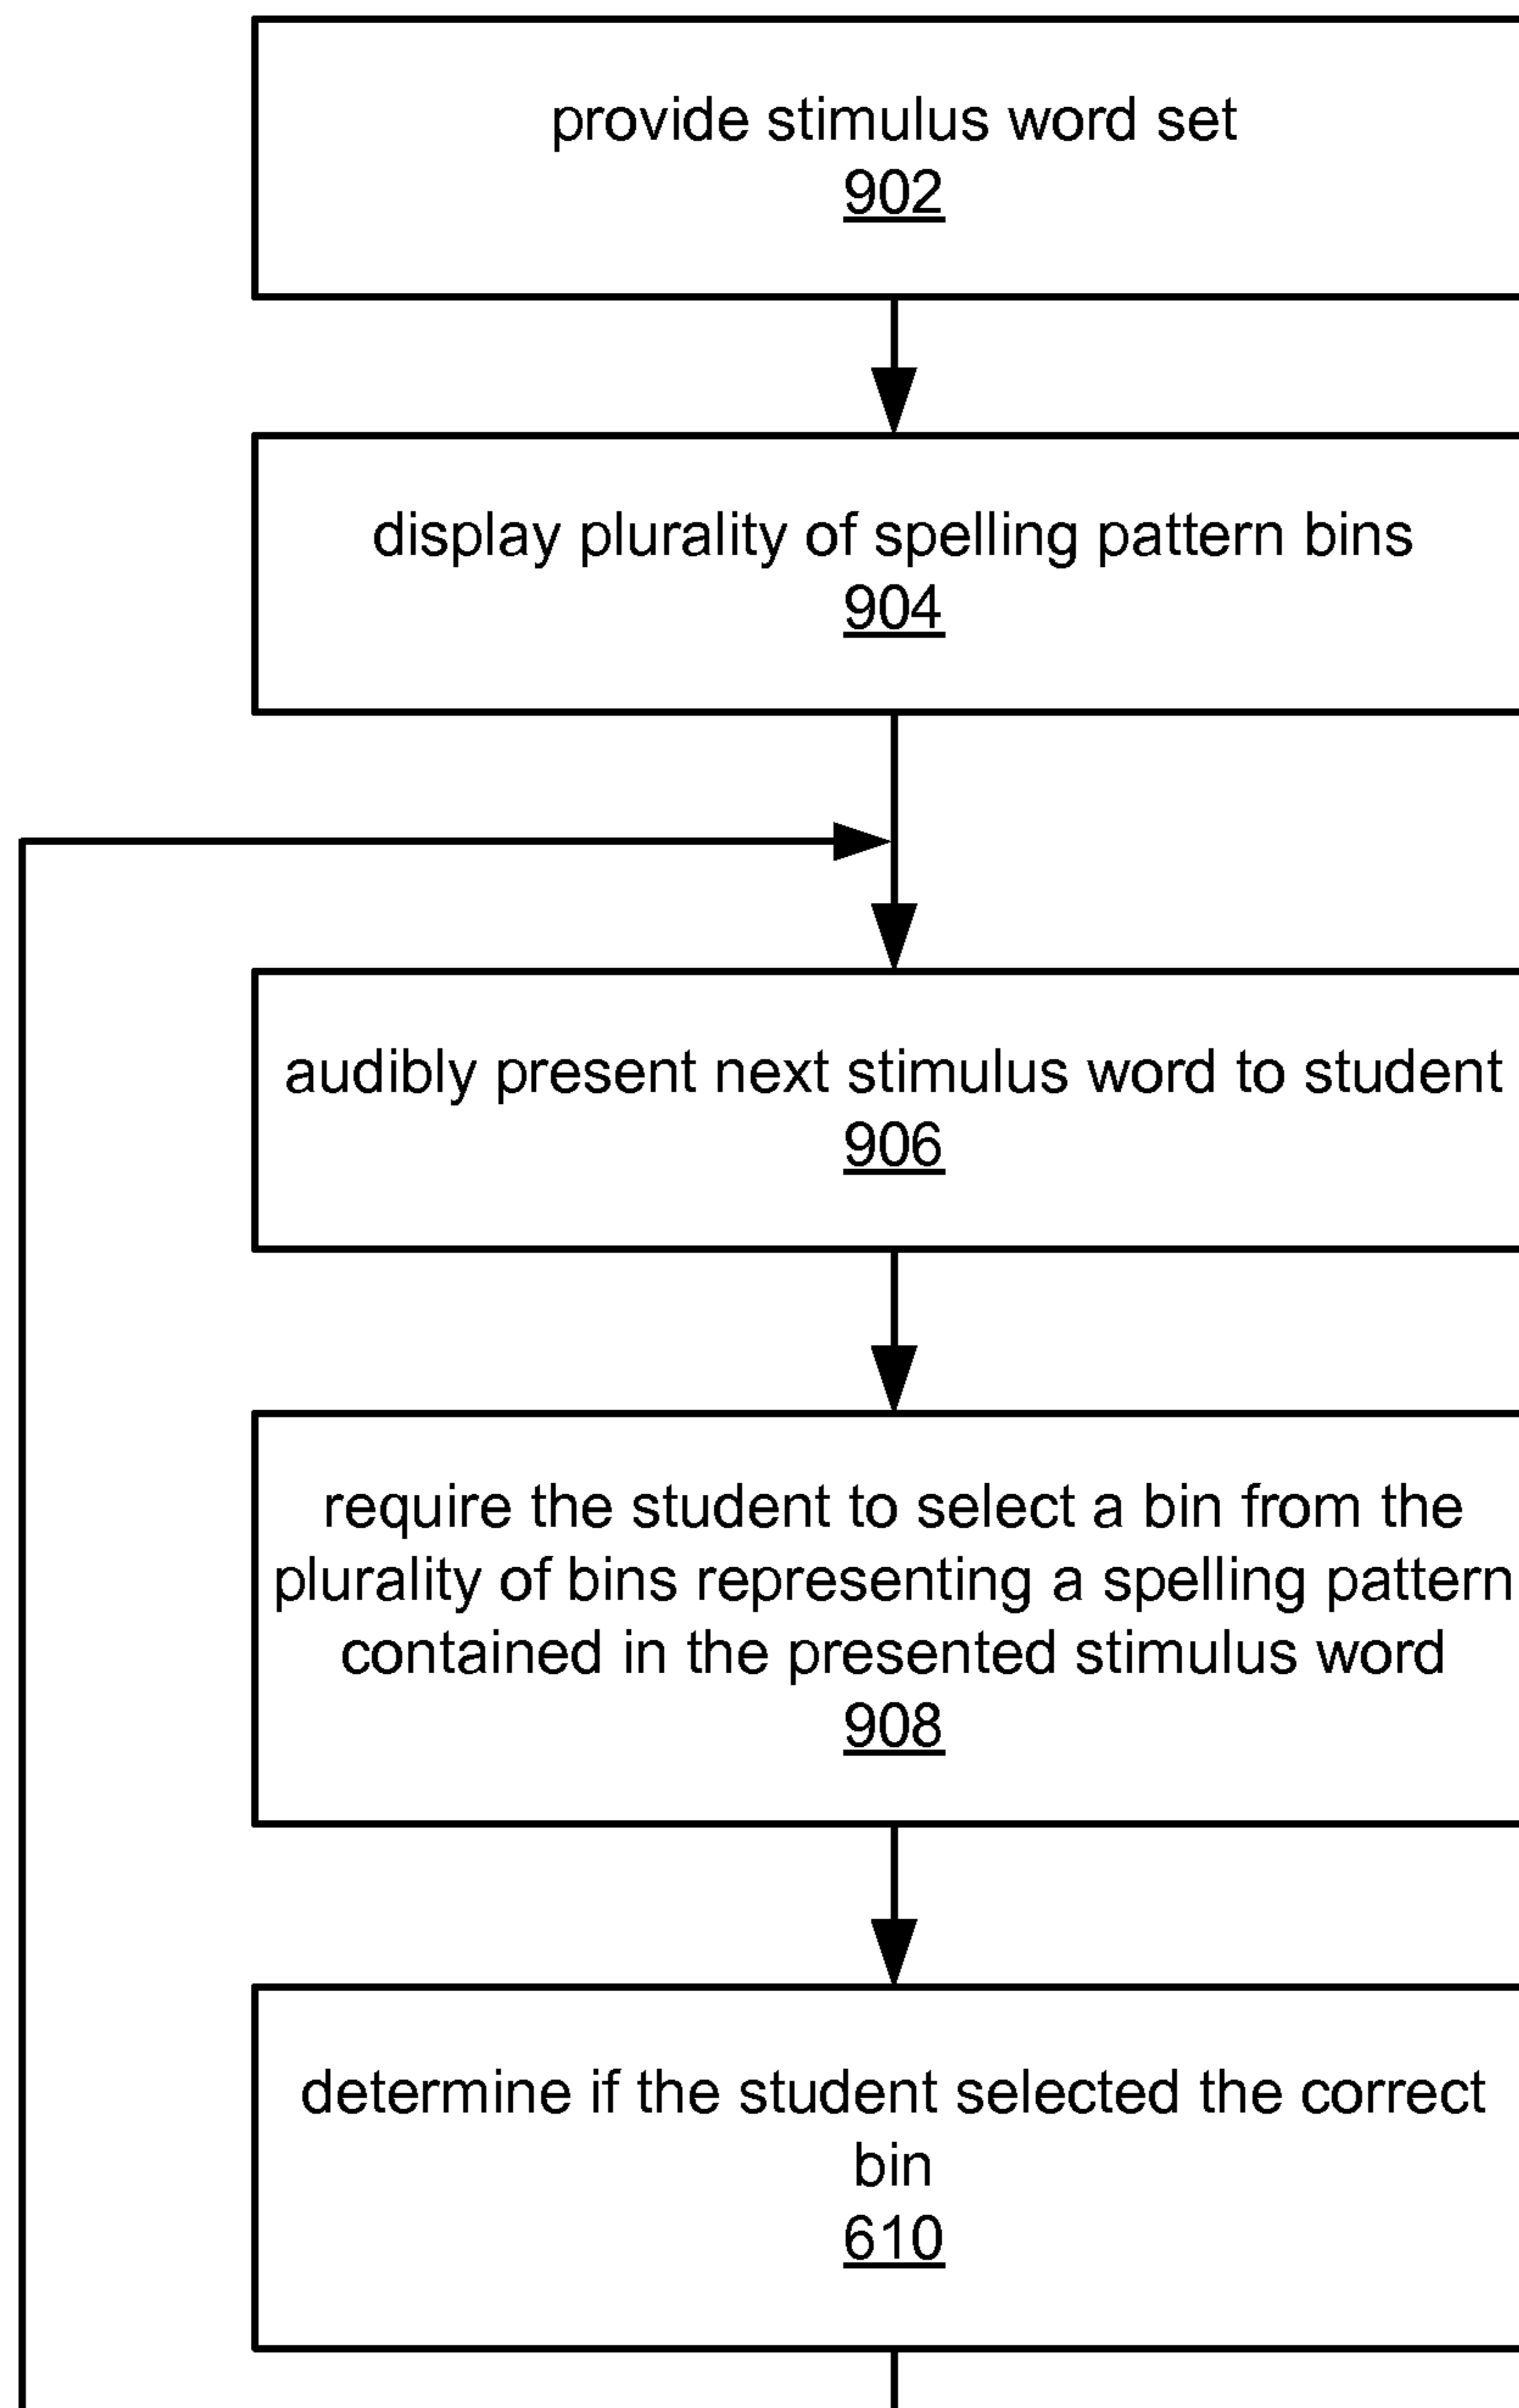 provide stimulus word set
902
display plurality of spelling pattern bins
904
audibly present next stimulus word to student
906
require the student to select a bin from the
plurality of bins representing a spelling pattern
contained in the presented stimulus word
908
determine if the student selected the correct
bin
610